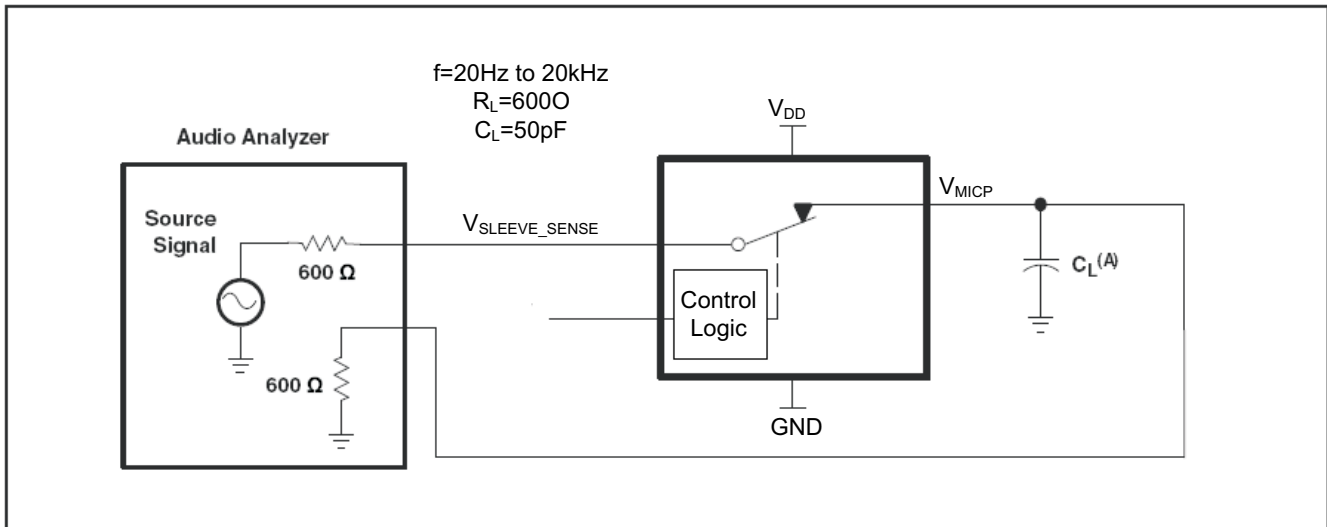 f=20Hz to 20kHz
RL=600O
CL=50pF
Audio Analyzer
VDD
Source
Signal
600 Ω
VSLEEVE_SENSE
VMICP
CL(A)
Control
Logic
600 Ω
GND